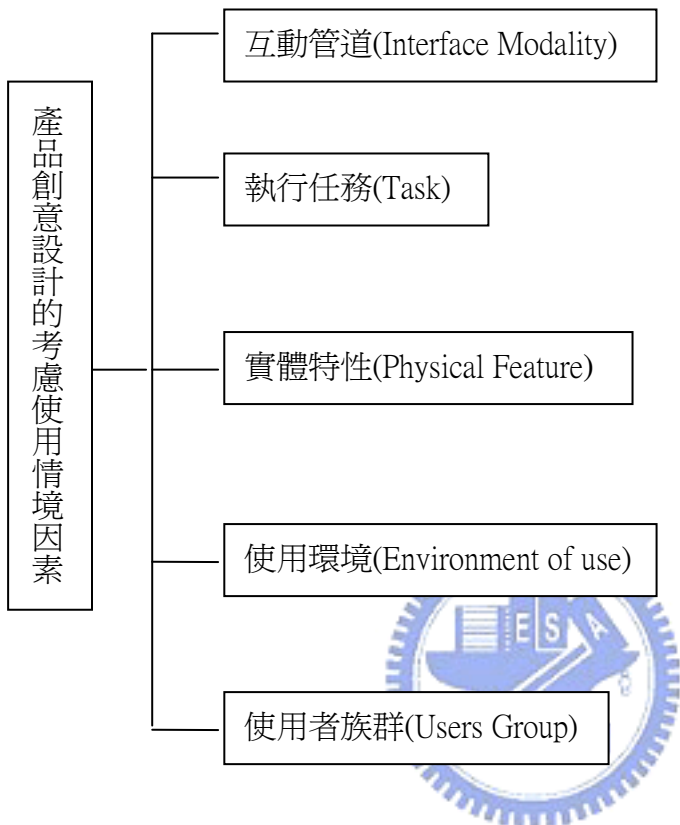 產品創意設計的考慮使用情境因素
互動管道(Interface Modality)
執行任務(Task)
實體特性(Physical Feature)
使用環境(Environment of use)
使用者族群(Users Group)
ESA